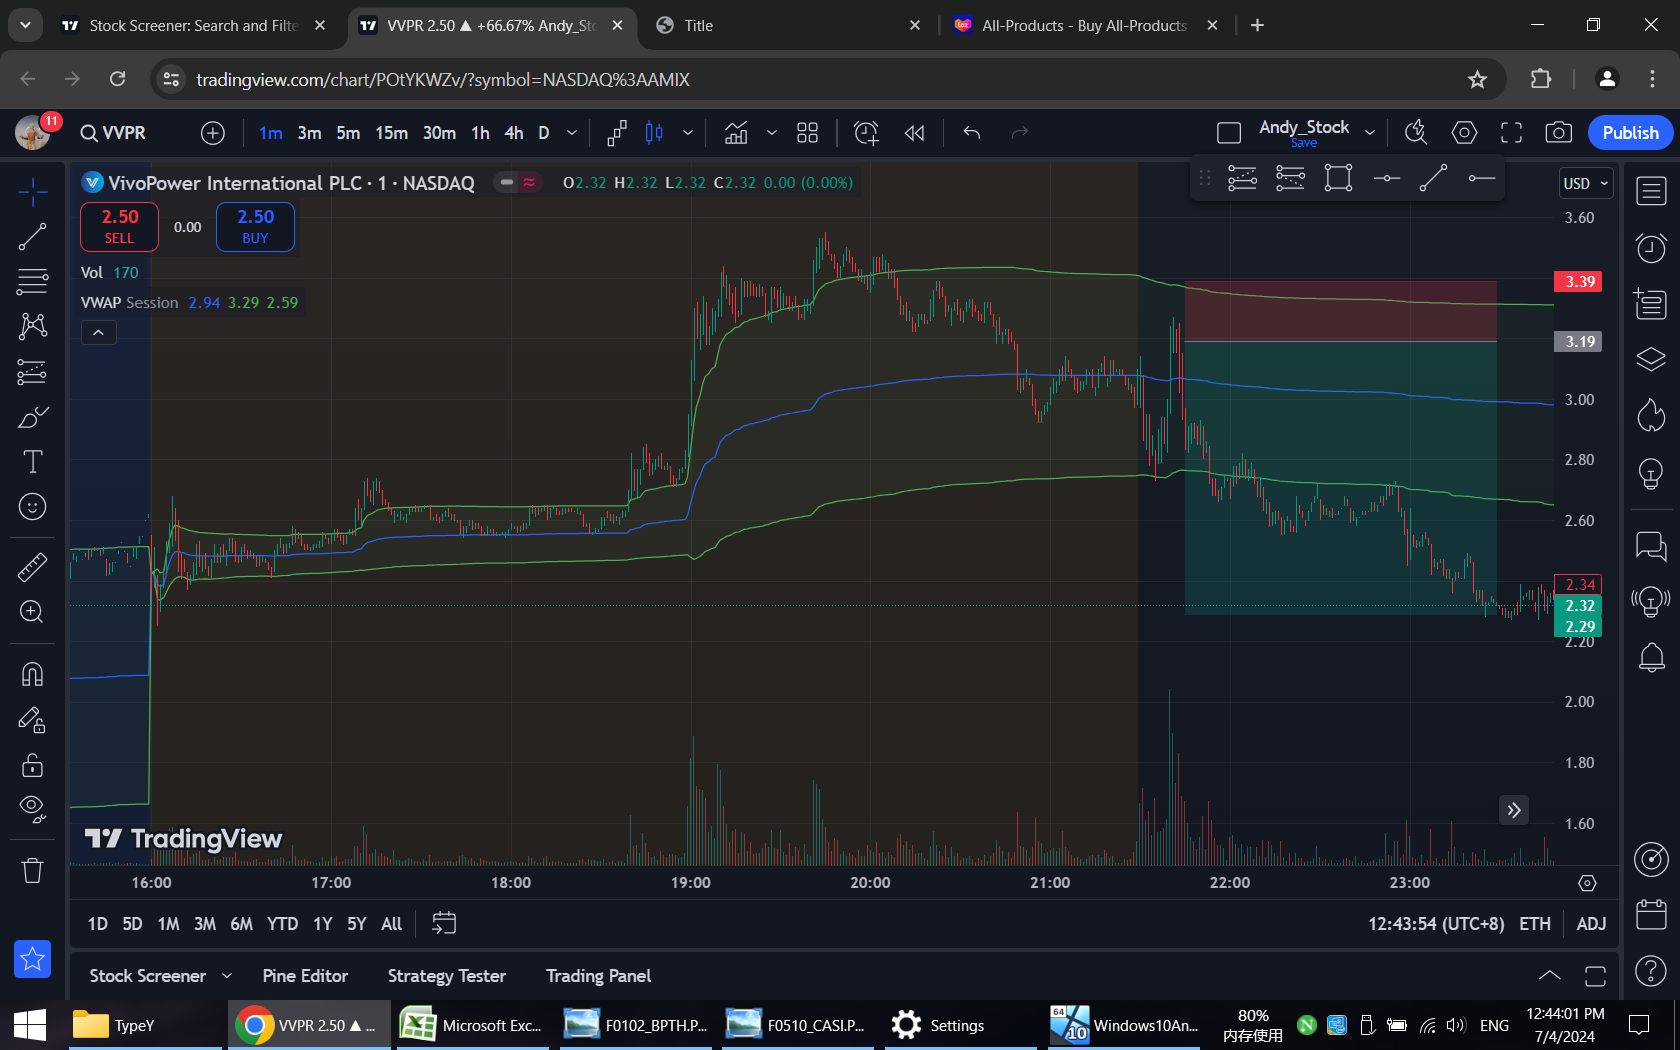 Stock Screener: Search and Filte
VVPR 2.50 ▲ +66.67% Andy_Sto
Title
All-Products - Buy All-Products
tradingview.com/chart/POtYKWZv/?symbol=NASDAQ%3AAMIX
11
VVPR
1m 3m 5m 15m 30m 1h 4h D
Andy_Stock
Save
Publish
VivoPower International PLC · 1 · NASDAQ
O2.32 H2.32 L2.32 C2.32 0.00 (0.00%)
USD
2.50
SELL
0.00
2.50
BUY
Vol 170
VWAP Session 2.94 3.29 2.59
3.60
3.39
3.19
3.00
2.80
2.60
2.34
2.32
2.29
2.20
2.00
1.80
1.60
TradingView
16:00 17:00 18:00 19:00 20:00 21:00 22:00 23:00
1D 5D 1M 3M 6M YTD 1Y 5Y All
12:43:54 (UTC+8) ETH ADJ
Stock Screener Pine Editor Strategy Tester Trading Panel
TypeY
VVPR 2.50 ▲ ...
Microsoft Exc...
F0102_BPTH.P...
F0510_CASI.P...
Settings
64
10
Windows10An...
80%
内存使用
N
ENG
12:44:01 PM
7/4/2024